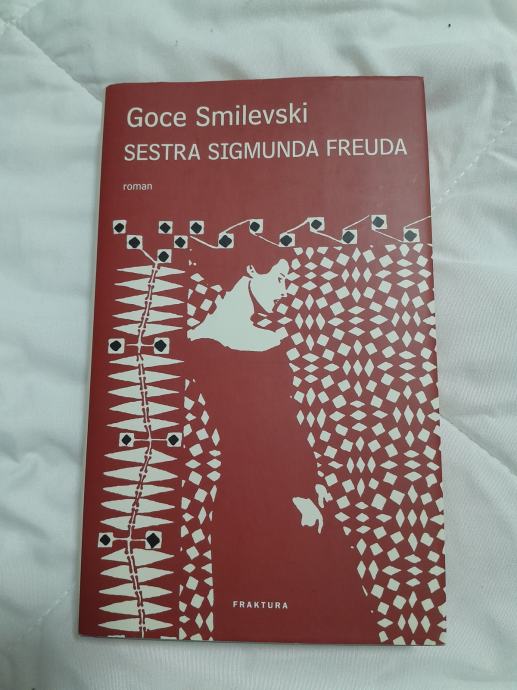 Goce Smilevski
SESTRA SIGMUNDA FREUDA
roman
FRAKTURA